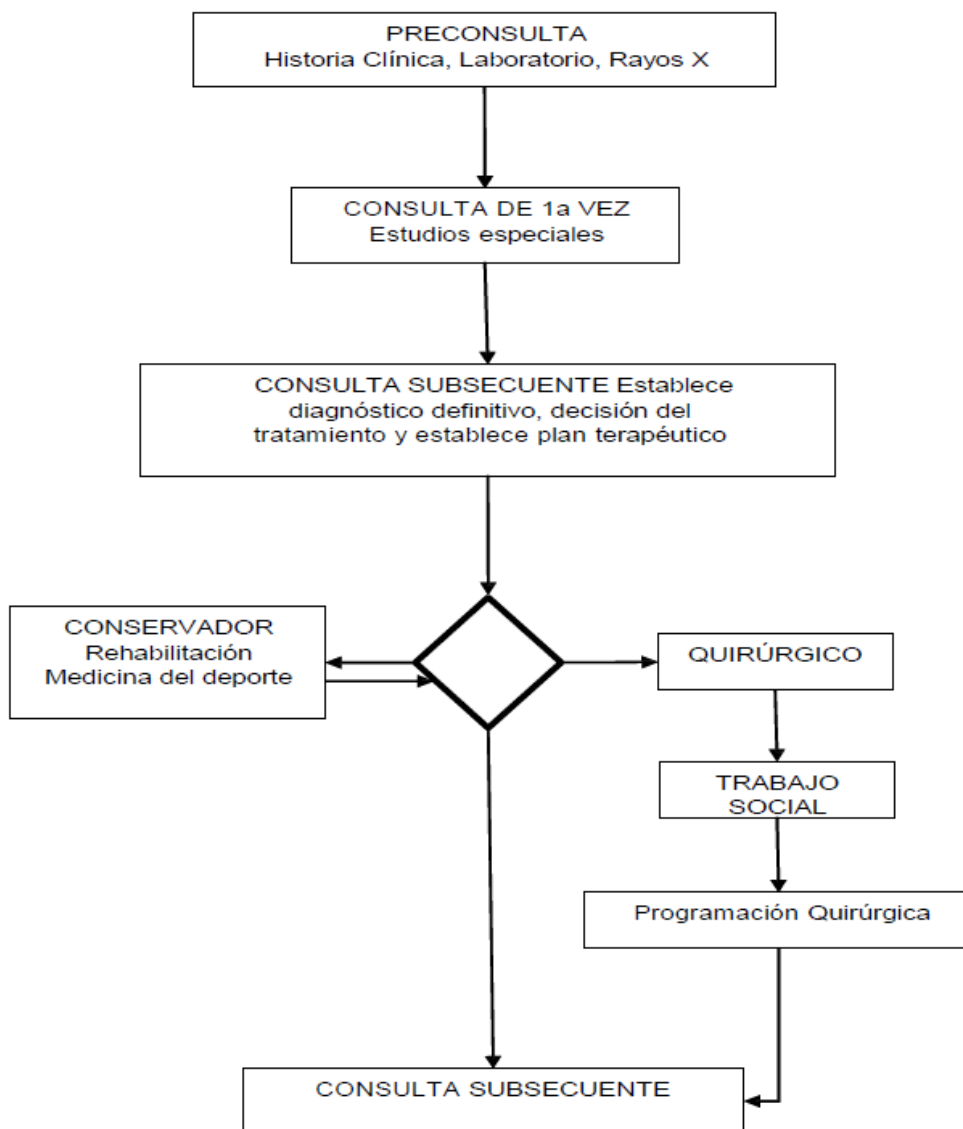 PRECONSULTA
Historia Clínica, Laboratorio, Rayos X
CONSULTA DE 1a VEZ
Estudios especiales
CONSULTA SUBSECUENTE Establece
diagnóstico definitivo, decisión del
tratamiento y establece plan terapéutico
CONSERVADOR
Rehabilitación
Medicina del deporte
QUIRÚRGICO
TRABAJO
SOCIAL
Programación Quirúrgica
CONSULTA SUBSECUENTE